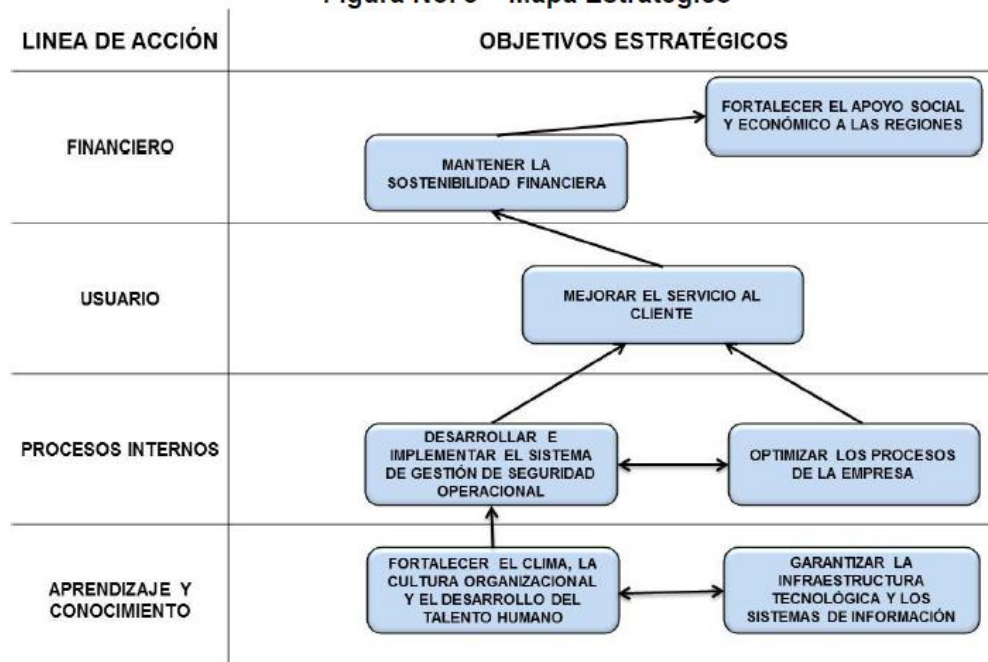 Figura No. 3 – Mapa Estratégico
LINEA DE ACCIÓN
OBJETIVOS ESTRATÉGICOS
FINANCIERO
FORTALECER EL APOYO SOCIAL
Y ECONÓMICO A LAS REGIONES
MANTENER LA
SOSTENIBILIDAD FINANCIERA
USUARIO
MEJORAR EL SERVICIO AL
CLIENTE
PROCESOS INTERNOS
DESARROLLAR E
IMPLEMENTAR EL SISTEMA
DE GESTIÓN DE SEGURIDAD
OPERACIONAL
OPTIMIZAR LOS PROCESOS
DE LA EMPRESA
APRENDIZAJE Y
CONOCIMIENTO
FORTALECER EL CLIMA, LA
CULTURA ORGANIZACIONAL
Y EL DESARROLLO DEL
TALENTO HUMANO
GARANTIZAR LA
INFRAESTRUCTURA
TECNOLÓGICA Y LOS
SISTEMAS DE INFORMACIÓN